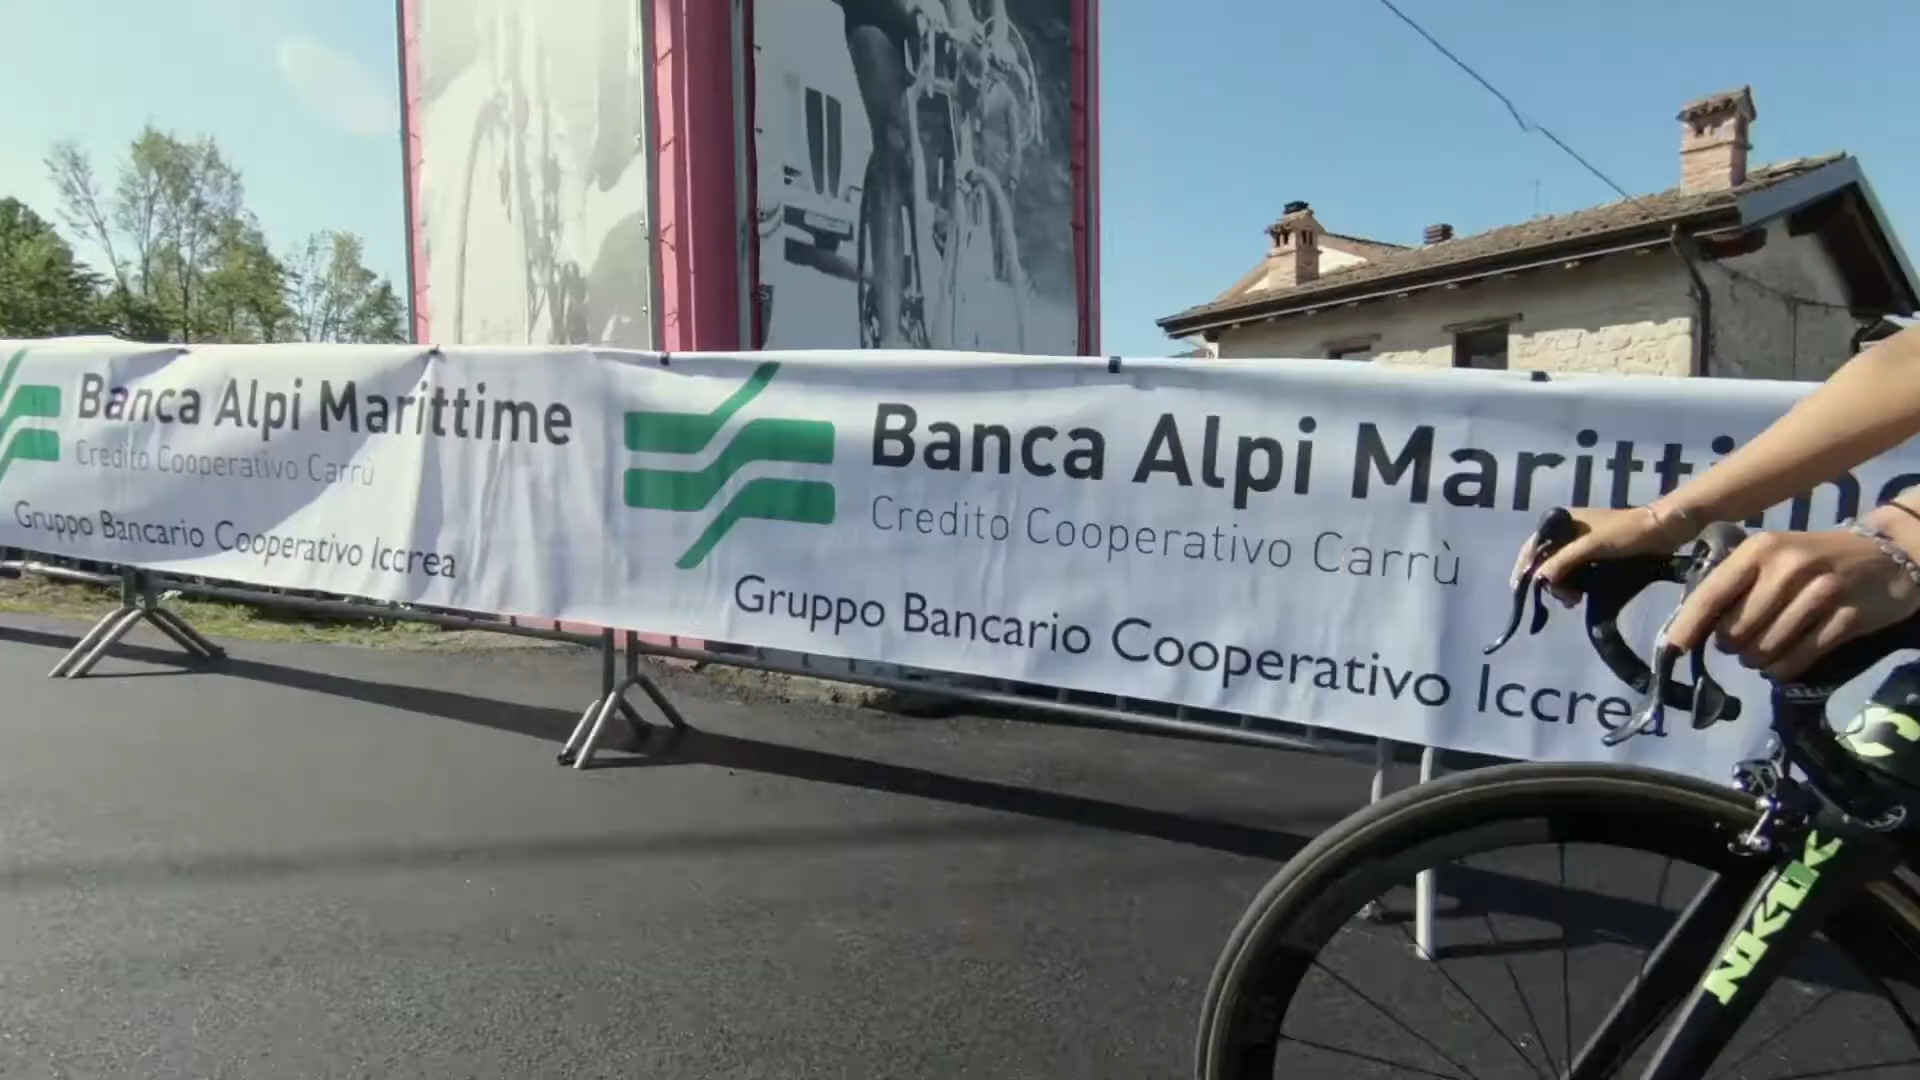 Banca Alpi Marittime
Credito Cooperativo Carrù
Gruppo Bancario Cooperativo Iccrea
Banca Alpi Marittime
Credito Cooperativo Carrù
Gruppo Bancario Cooperativo Iccrea
NK1K